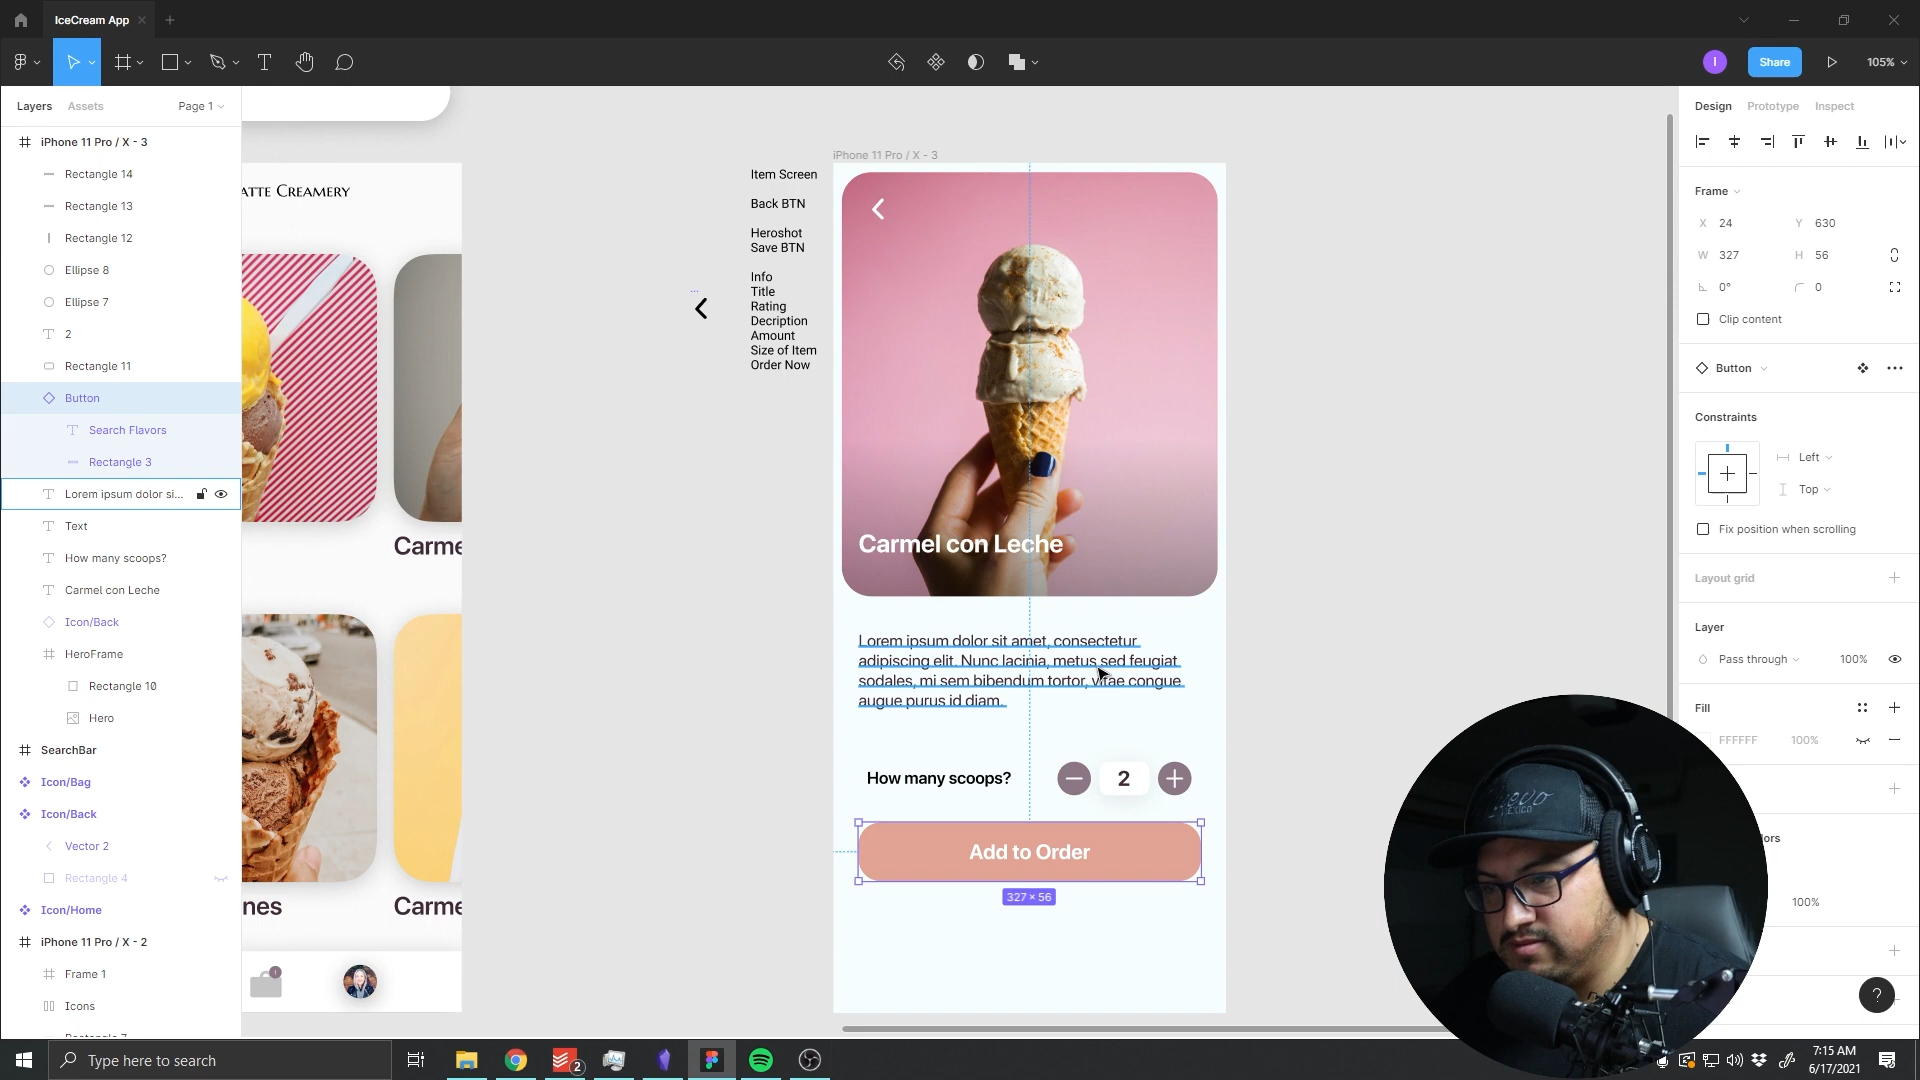 IceCream App
Share
105%
Layers
Assets
Page 1
iPhone 11 Pro / X - 3
Rectangle 14
Rectangle 13
Rectangle 12
Ellipse 8
Ellipse 7
2
Rectangle 11
Button
Search Flavors
Rectangle 3
Lorem ipsum dolor si...
Text
How many scoops?
Carmel con Leche
Icon/Back
HeroFrame
Rectangle 10
Hero
SearchBar
Icon/Bag
Icon/Back
Vector 2
Rectangle 4
Icon/Home
iPhone 11 Pro / X - 2
Frame 1
Icons
atte Creamery
Carme
nes
Carme
Item Screen
Back BTN
Heroshot
Save BTN
Info
Title
Rating
Decription
Amount
Size of Item
Order Now
iPhone 11 Pro / X - 3
Carmel con Leche
Lorem ipsum dolor sit amet, consectetur
adipiscing elit. Nunc lacinia, metus sed feugiat
sodales, mi sem bibendum tortor, vitae congue
augue purus id diam.
How many scoops?
2
Add to Order
327 × 56
Design
Prototype
Inspect
Frame
X 24
Y 630
W 327
H 56
0°
0
Clip content
Button
Constraints
Left
Top
Fix position when scrolling
Layout grid
Layer
Pass through
100%
Fill
FFFFFF
100%
100%
?
Type here to search
2
7:15 AM
6/17/2021